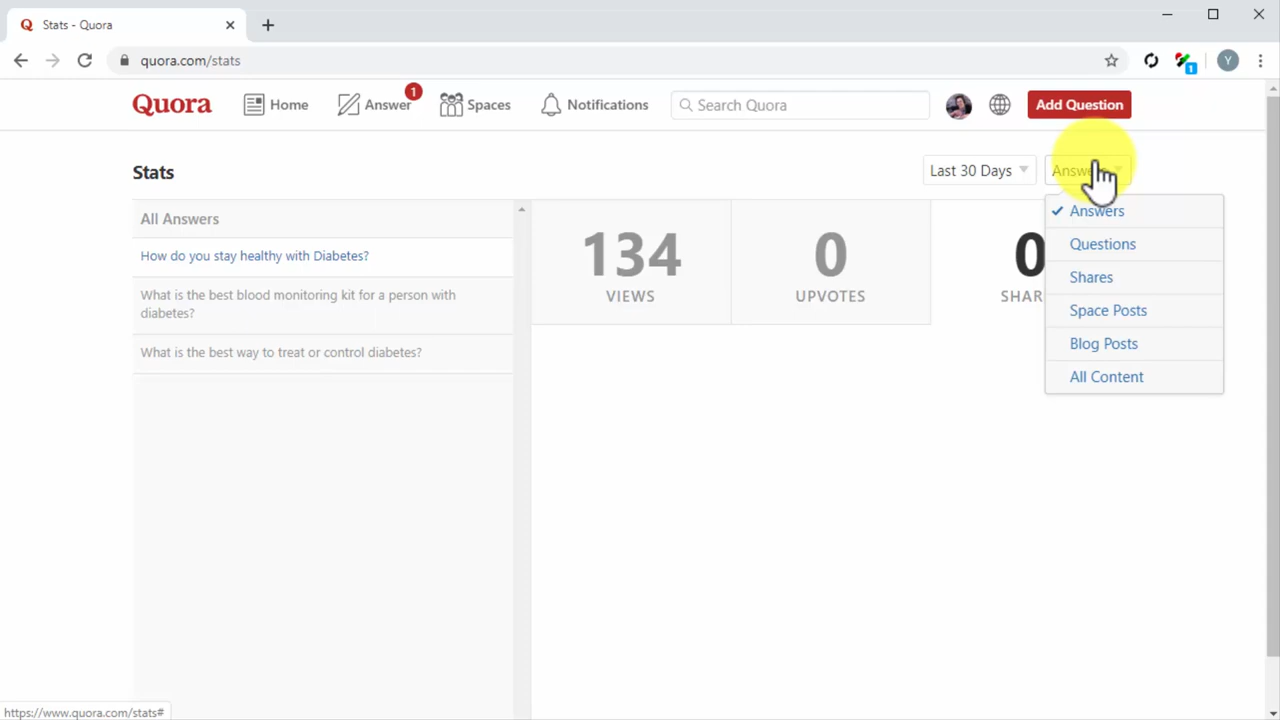 Q Stats - Quora
quora.com/stats
1
Y
Quora
Home
Answer
1
Spaces
Notifications
Search Quora
Add Question
Stats
Last 30 Days
All Answers
How do you stay healthy with Diabetes?
What is the best blood monitoring kit for a person with
diabetes?
What is the best way to treat or control diabetes?
134
VIEWS
0
UPVOTES
0
Answers
Questions
Shares
Space Posts
Blog Posts
All Content
https://www.quora.com/stats#